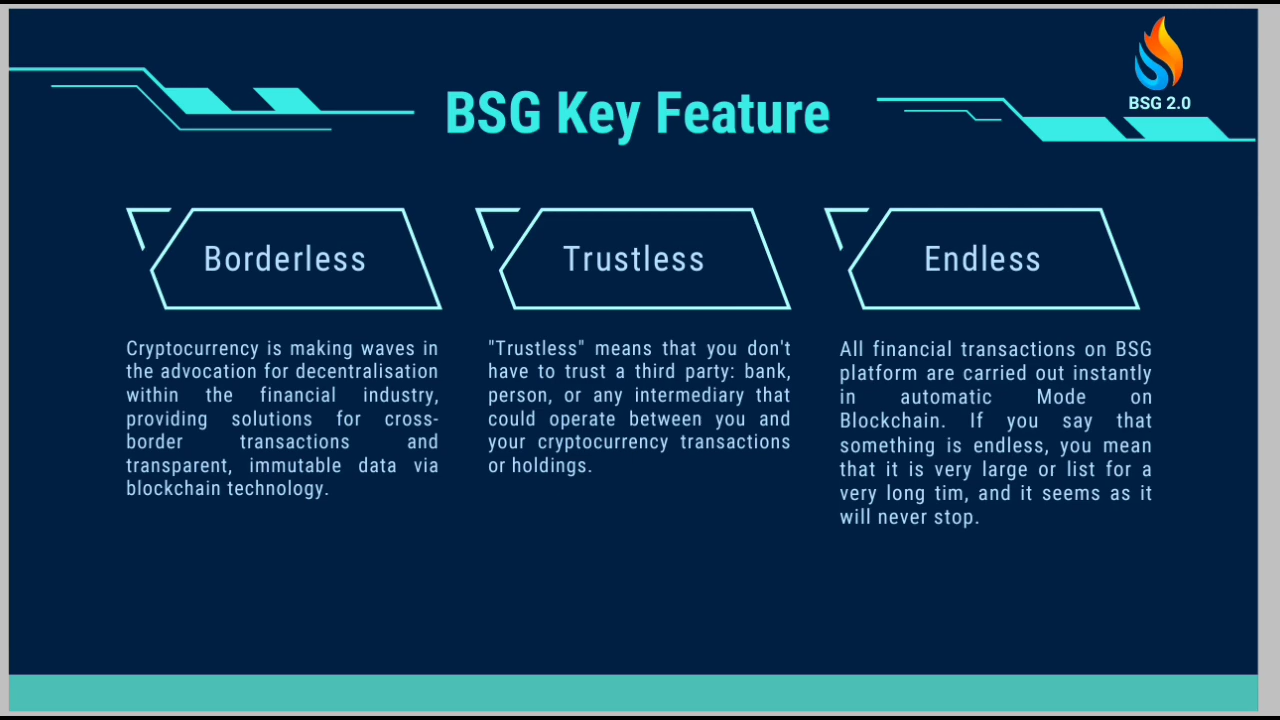 BSG 2.0
BSG Key Feature
Borderless
Cryptocurrency is making waves in
the advocation for decentralisation
within the financial industry,
providing solutions for cross-
border transactions and
transparent, immutable data via
blockchain technology.
Trustless
"Trustless" means that you don't
have to trust a third party: bank,
person, or any intermediary that
could operate between you and
your cryptocurrency transactions
or holdings.
Endless
All financial transactions on BSG
platform are carried out instantly
in automatic Mode on
Blockchain. If you say that
something is endless, you mean
that it is very large or list for a
very long tim, and it seems as it
will never stop.